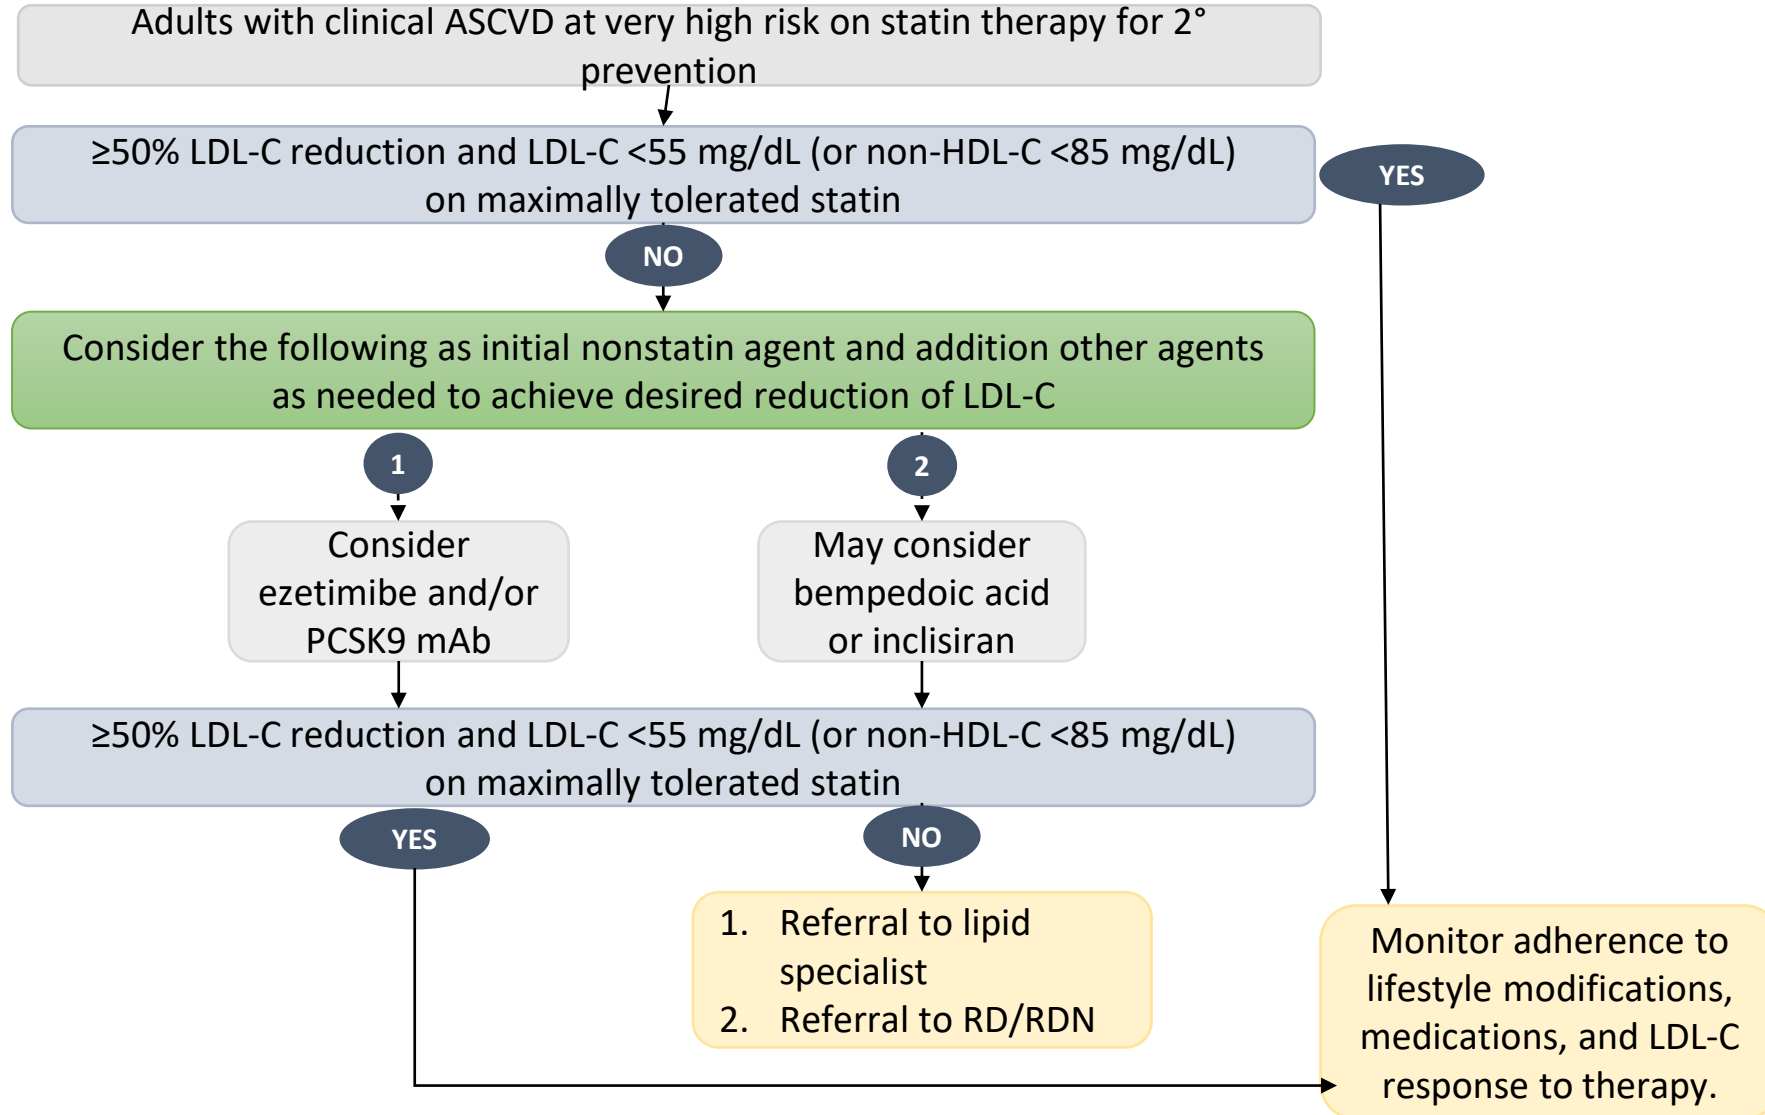 Adults with clinical ASCVD at very high risk on statin therapy for 2°
prevention
≥50% LDL-C reduction and LDL-C <55 mg/dL (or non-HDL-C <85 mg/dL)
on maximally tolerated statin
YES
NO
Consider the following as initial nonstatin agent and addition other agents
as needed to achieve desired reduction of LDL-C
1
2
Consider
ezetimibe and/or
PCSK9 mAb
May consider
bempedoic acid
or inclisiran
≥50% LDL-C reduction and LDL-C <55 mg/dL (or non-HDL-C <85 mg/dL)
on maximally tolerated statin
YES
NO
1. Referral to lipid
specialist
2. Referral to RD/RDN
Monitor adherence to
lifestyle modifications,
medications, and LDL-C
response to therapy.